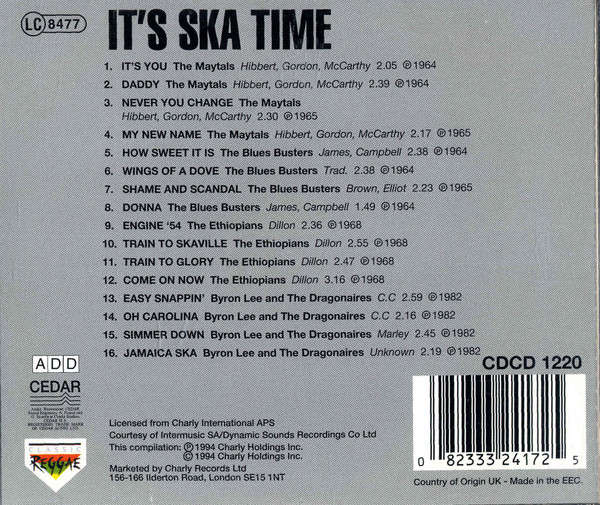 LC 8477
IT'S SKA TIME
1. IT'S YOU The Maytals Hibbert, Gordon, McCarthy 2.05 ℗1964
2. DADDY The Maytals Hibbert, Gordon, McCarthy 2.39 ℗1964
3. NEVER YOU CHANGE The Maytals
Hibbert, Gordon, McCarthy 2.30 ℗1965
4. MY NEW NAME The Maytals Hibbert, Gordon, McCarthy 2.17 ℗1965
5. HOW SWEET IT IS The Blues Busters James, Campbell 2.38 ℗1964
6. WINGS OF A DOVE The Blues Busters Trad. 2.38 ℗1964
7. SHAME AND SCANDAL The Blues Busters Brown, Elliot 2.23 ℗1965
8. DONNA The Blues Busters James, Campbell 1.49 ℗1964
9. ENGINE '54 The Ethiopians Dillon 2.36 ℗1968
10. TRAIN TO SKAVILLE The Ethiopians Dillon 2.55 ℗1968
11. TRAIN TO GLORY The Ethiopians Dillon 2.47 ℗1968
12. COME ON NOW The Ethiopians Dillon 3.16 ℗1968
13. EASY SNAPPIN' Byron Lee and The Dragonaires C.C 2.59 ℗1982
14. OH CAROLINA Byron Lee and The Dragonaires C.C 2.16 ℗1982
15. SIMMER DOWN Byron Lee and The Dragonaires Marley 2.45 ℗1982
16. JAMAICA SKA Byron Lee and The Dragonaires Unknown 2.19 ℗1982
ADD
CEDAR
CLASSIC
REGGAE
Licensed from Charly International APS
Courtesy of Intermusic SA/Dynamic Sounds Recordings Co Ltd
This compilation: ℗1994 Charly Holdings Inc.
©1994 Charly Holdings Inc.
Marketed by Charly Records Ltd
156-166 Ilderton Road, London SE15 1NT
CDCD 1220
0 82333 24172 5
Country of Origin UK - Made in the EEC.